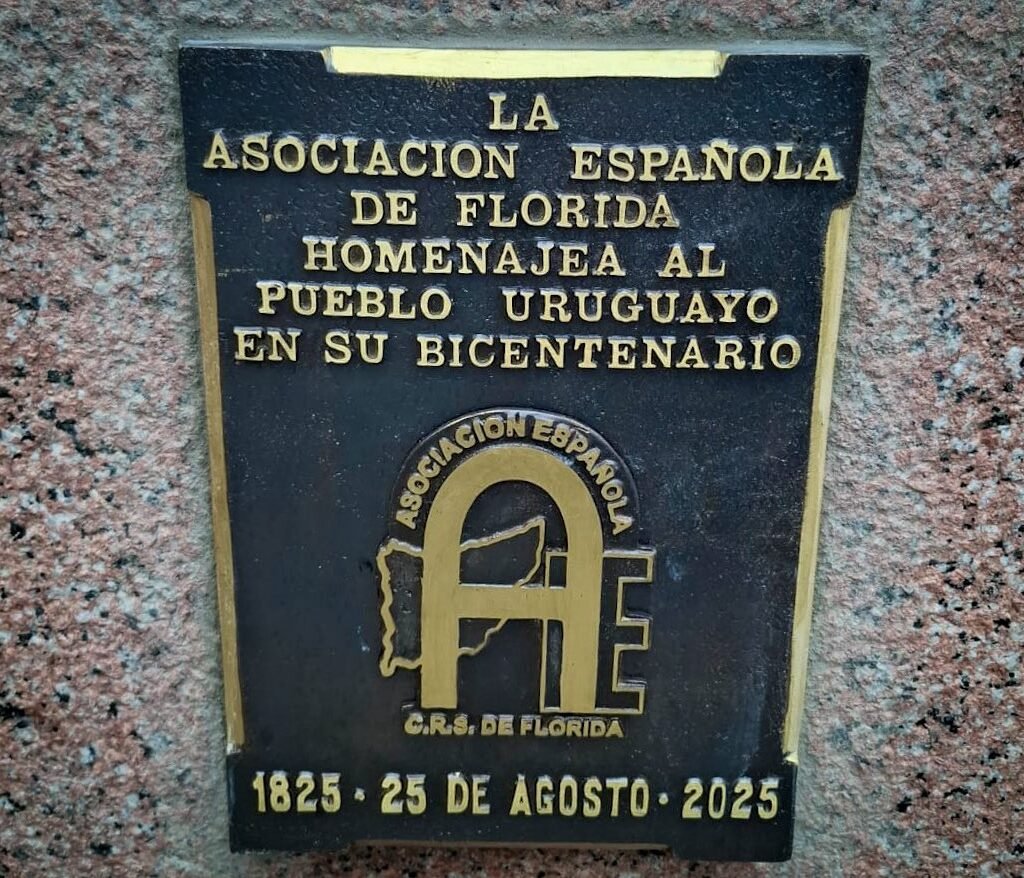 LA
ASOCIACION ESPAÑOLA
DE FLORIDA
HOMENAJEA AL
PUEBLO URUGUAYO
EN SU BICENTENARIO
ASOCIACION ESPAÑOLA
AE
C.R.S. DE FLORIDA
1825 · 25 DE AGOSTO · 2025